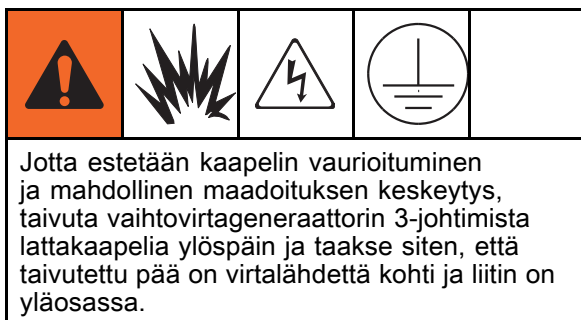 Jotta estetään kaapelin vaurioituminen
ja mahdollinen maadoituksen keskeytys,
taivuta vaihtovirtageneraattorin 3-johtimista
lattakaapelia ylöspäin ja taakse siten, että
taivutettu pää on virtalähdettä kohti ja liitin on
yläosassa.